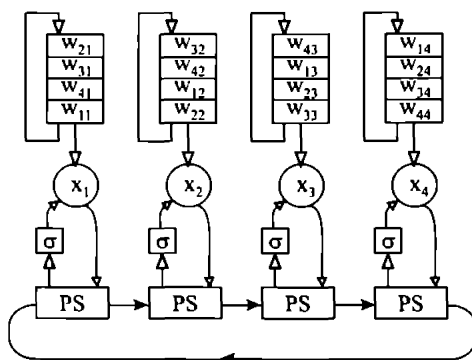 W21 W32 W43 W14
W31 W42 W13 W24
W41 W12 W23 W34
W11 W22 W33 W44
x1 x2 x3 x4
σ σ σ σ
PS PS PS PS